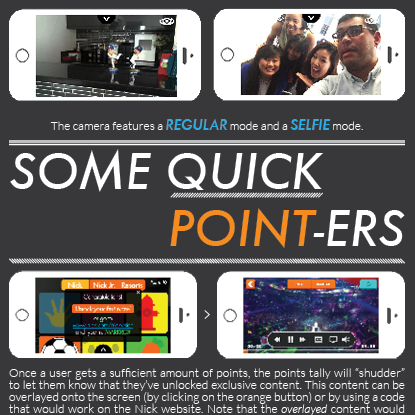 The camera features a REGULAR mode and a SELFIE mode.
SOME QUICK
POINT-ERS
Nick Nick Jr. Resorts
Congratulations!
Once a user gets a sufficient amount of points, the points tally will “shudder”
to let them know that they’ve unlocked exclusive content. This content can be
overlayed onto the screen (by clicking on the orange button) or by using a code
that would work on the Nick website. Note that the overlayed content would